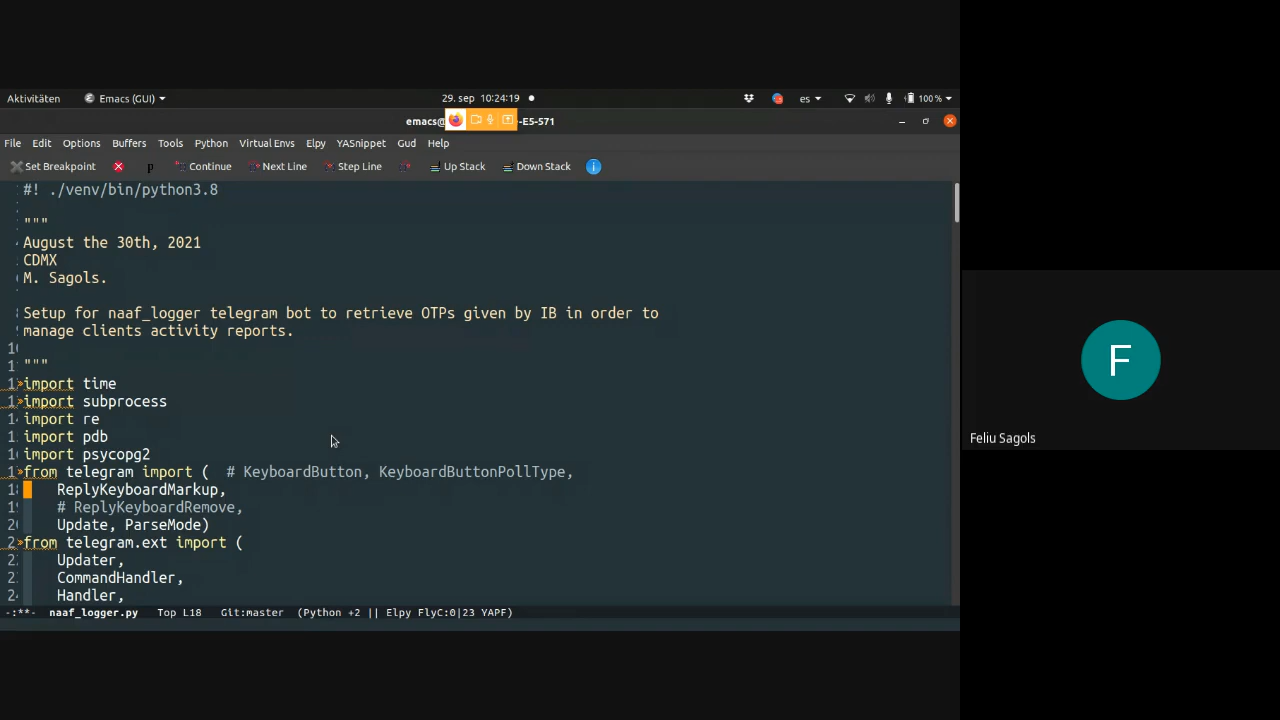 Aktivitäten Emacs (GUI) 29. sep 10:24:19 es 100%
emacs@ -E5-571
File Edit Options Buffers Tools Python Virtual Envs Elpy YASnippet Gud Help
Set Breakpoint p Continue Next Line Step Line Up Stack Down Stack
#! ./venv/bin/python3.8
"""
August the 30th, 2021
CDMX
M. Sagols.
Setup for naaf_logger telegram bot to retrieve OTPs given by IB in order to
manage clients activity reports.
"""
import time
import subprocess
import re
import pdb
import psycopg2
from telegram import ( # KeyboardButton, KeyboardButtonPollType,
ReplyKeyboardMarkup,
# ReplyKeyboardRemove,
Update, ParseMode)
from telegram.ext import (
Updater,
CommandHandler,
Handler,
-:**- naaf_logger.py Top L18 Git:master (Python +2 || Elpy FlyC:0|23 YAPF)
F
Feliu Sagols